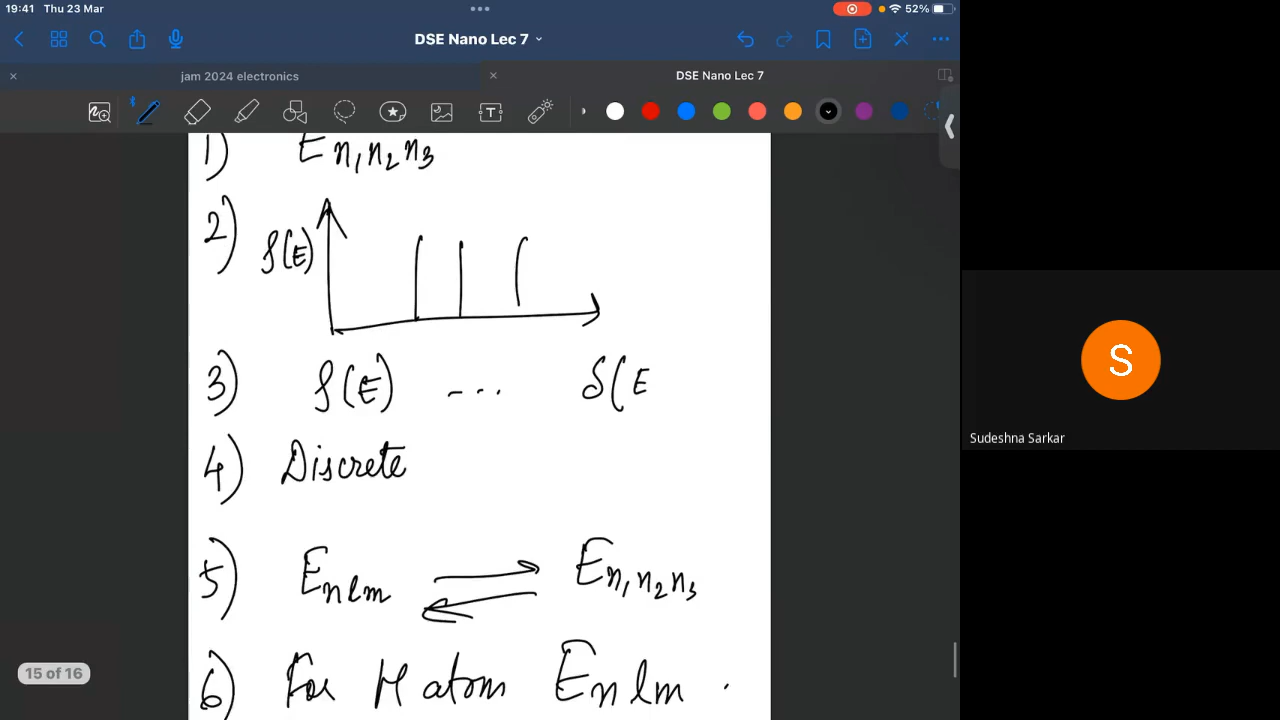 19:41 Thu 23 Mar
52%
DSE Nano Lec 7
jam 2024 electronics
DSE Nano Lec 7
T
1) E n₁n₂n₃
2) ρ(E)
3) ρ(E) --- δ(E
4) Discrete
5) Enlm ⇌ En₁n₂n₃
6) For H atom Enlm .
15 of 16
S
Sudeshna Sarkar